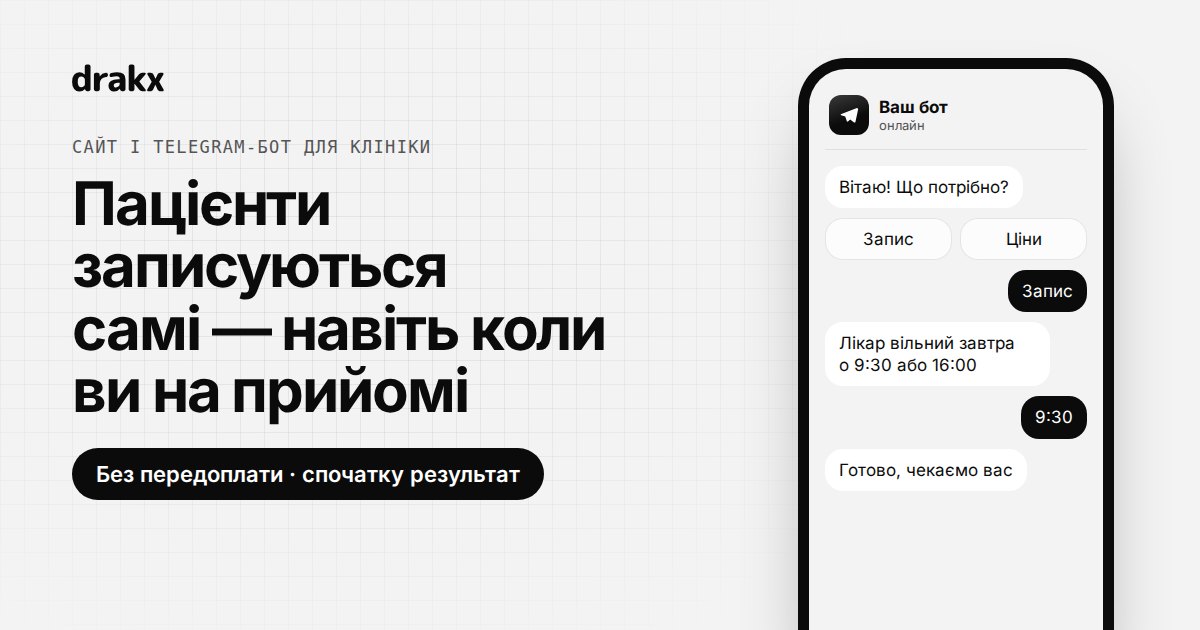 drakx
САЙТ І TELEGRAM-БОТ ДЛЯ КЛІНІКИ
Пацієнти
записуються
самі — навіть коли
ви на прийомі
Без передоплати · спочатку результат
Ваш бот
онлайн
Вітаю! Що потрібно?
Запис
Ціни
Запис
Лікар вільний завтра
о 9:30 або 16:00
9:30
Готово, чекаємо вас